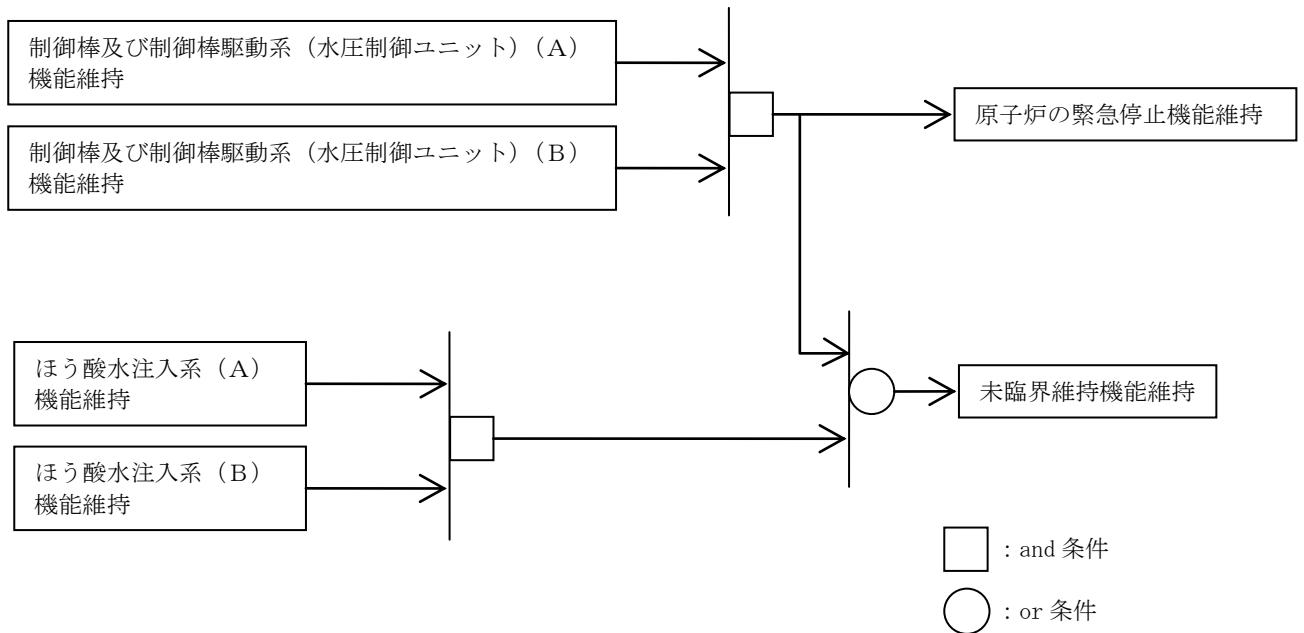 制御棒及び制御棒駆動系（水圧制御ユニット）（Ａ）
機能維持
制御棒及び制御棒駆動系（水圧制御ユニット）（Ｂ）
機能維持
原子炉の緊急停止機能維持
ほう酸水注入系（Ａ）
機能維持
ほう酸水注入系（Ｂ）
機能維持
未臨界維持機能維持
：and 条件
：or 条件